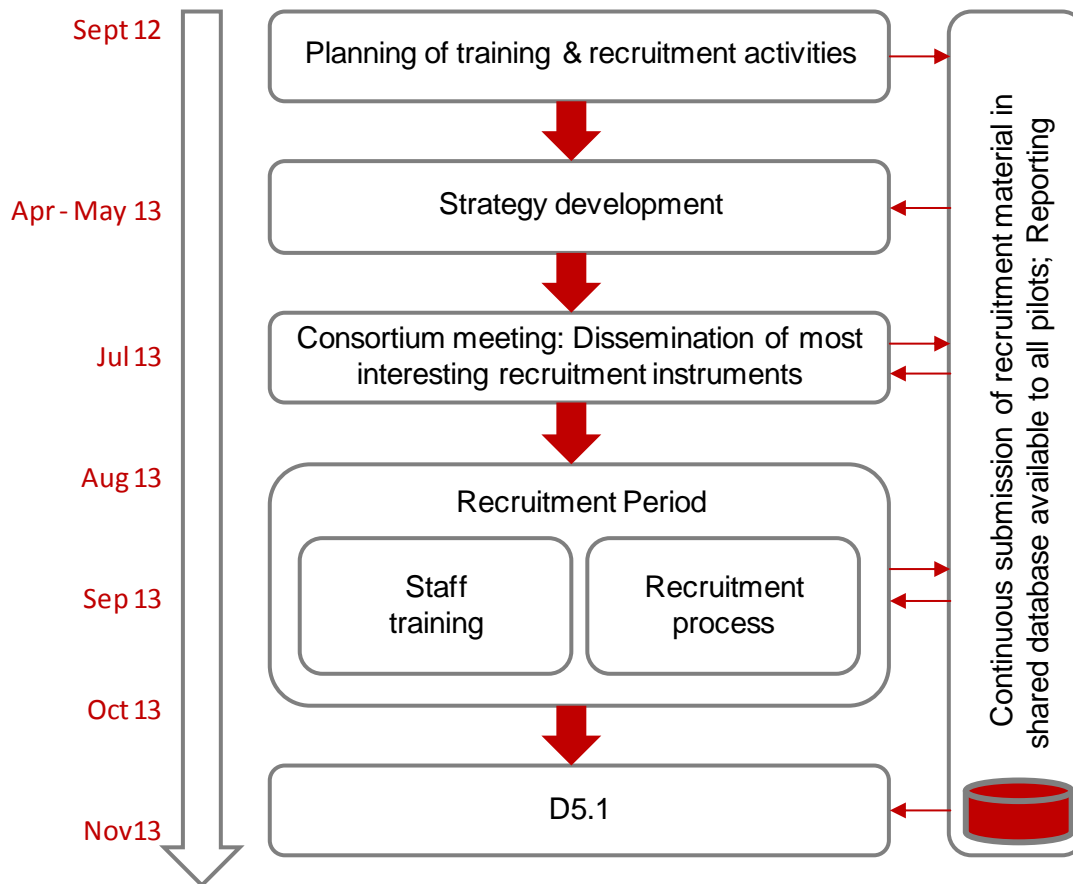 Sept 12
Planning of training & recruitment activities
Apr - May 13
Strategy development
Jul 13
Consortium meeting: Dissemination of most
interesting recruitment instruments
Aug 13
Recruitment Period
Sep 13
Staff
training
Recruitment
process
Oct 13
D5.1
Nov13
Continuous submission of recruitment material in
shared database available to all pilots; Reporting